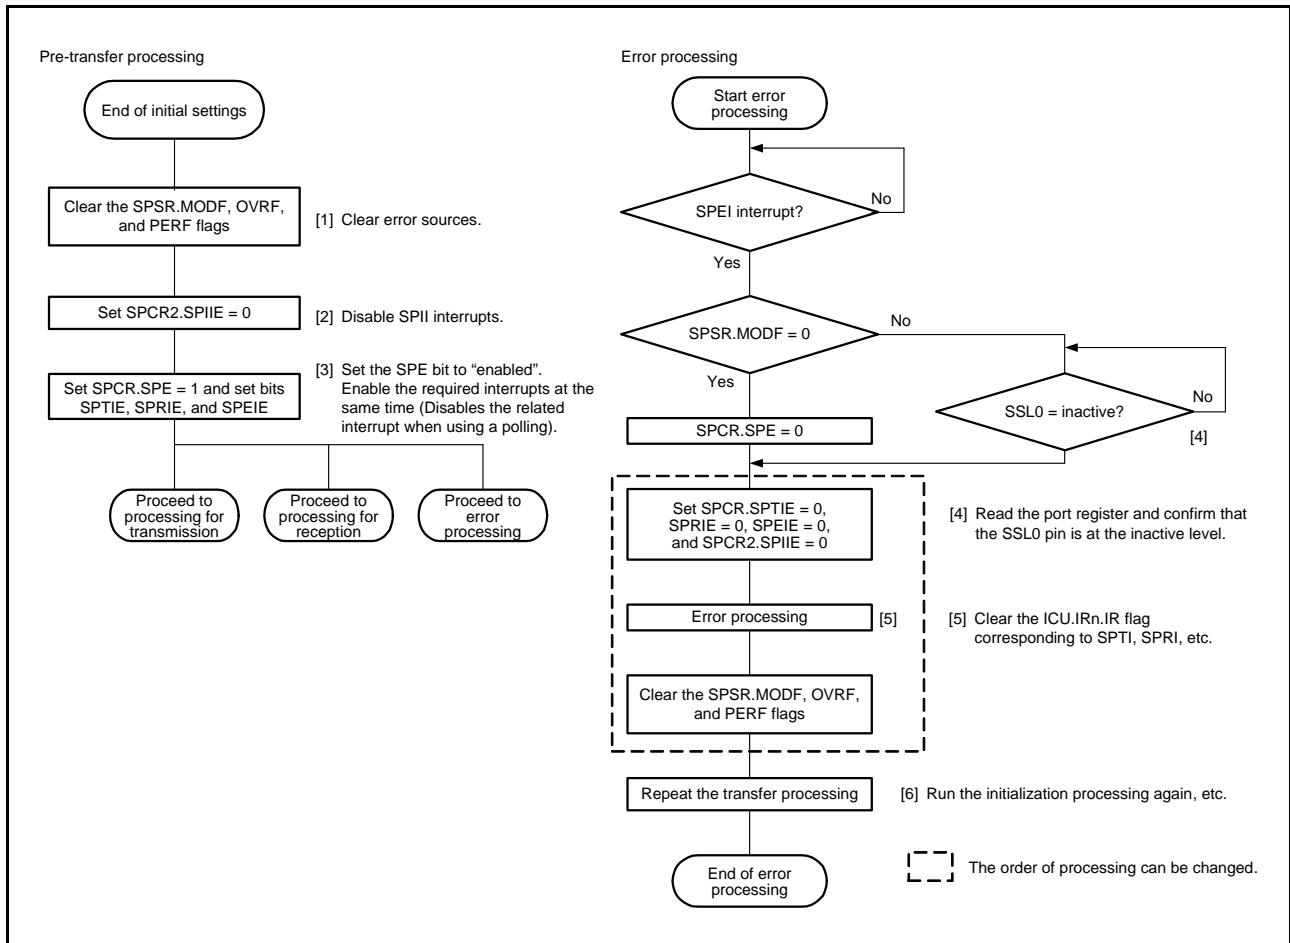 Pre-transfer processing
End of initial settings
Clear the SPSR.MODF, OVRF,
and PERF flags
[1] Clear error sources.
Set SPCR2.SPIIE = 0
[2] Disable SPII interrupts.
Set SPCR.SPE = 1 and set bits
SPTIE, SPRIE, and SPEIE
[3] Set the SPE bit to “enabled”.
Enable the required interrupts at the
same time (Disables the related
interrupt when using a polling).
Proceed to
processing for
transmission
Proceed to
processing for
reception
Proceed to
error
processing
Error processing
Start error
processing
SPEI interrupt?
No
Yes
SPSR.MODF = 0
No
Yes
SSL0 = inactive?
No
[4]
SPCR.SPE = 0
Set SPCR.SPTIE = 0,
SPRIE = 0, SPEIE = 0,
and SPCR2.SPIIE = 0
[4] Read the port register and confirm that
the SSL0 pin is at the inactive level.
Error processing
[5]
[5] Clear the ICU.IRn.IR flag
corresponding to SPTI, SPRI, etc.
Clear the SPSR.MODF, OVRF,
and PERF flags
Repeat the transfer processing
[6] Run the initialization processing again, etc.
End of error
processing
The order of processing can be changed.